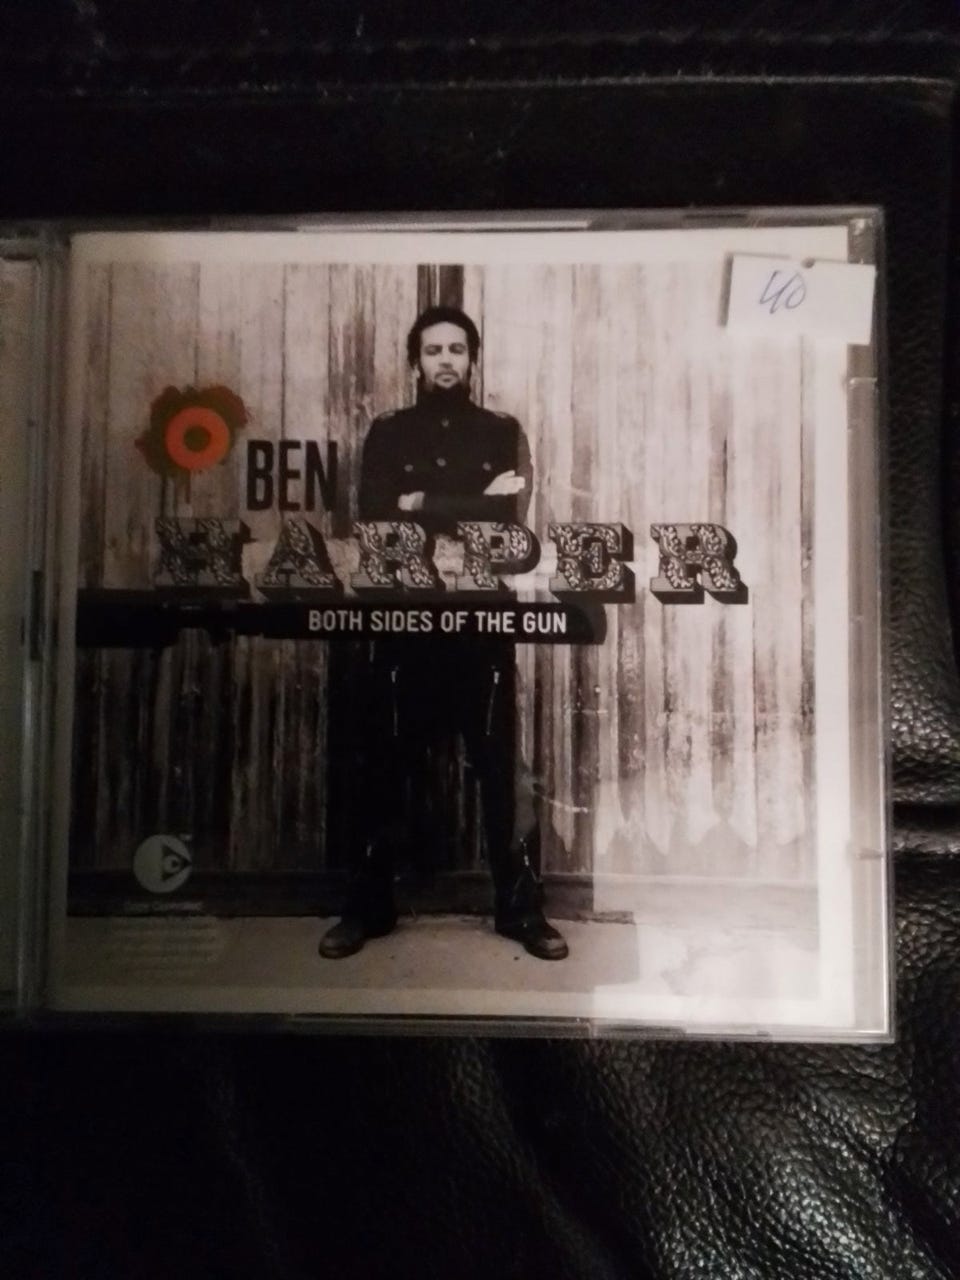 40
BEN
HARPER
BOTH SIDES OF THE GUN